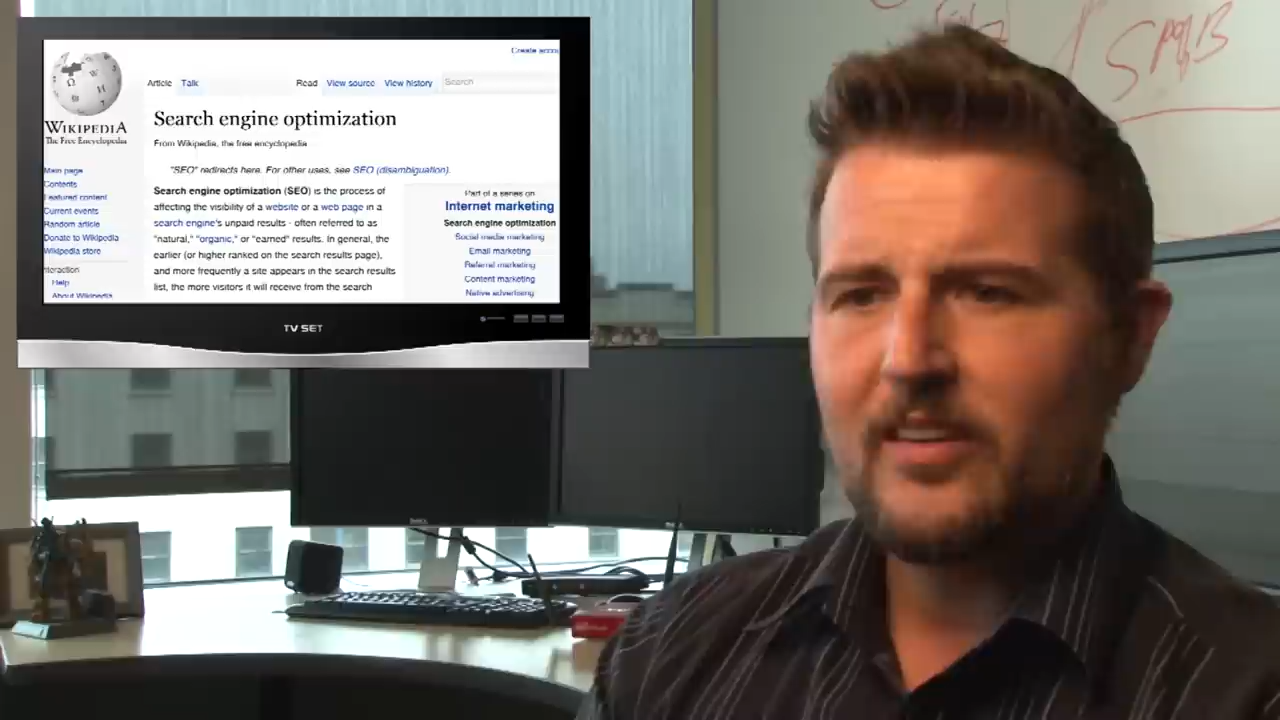 Create
Article Talk Read View source View history Search
WIKIPEDIA
The Free Encyclopedia
Main page
Contents
Featured content
Current events
Random article
Donate to Wikipedia
Wikipedia store
Interaction
Help
About Wikipedia
Search engine optimization
From Wikipedia, the free encyclopedia
"SEO" redirects here. For other uses, see SEO (disambiguation).
Search engine optimization (SEO) is the process of
affecting the visibility of a website or a web page in a
search engine's unpaid results - often referred to as
"natural," "organic," or "earned" results. In general, the
earlier (or higher ranked on the search results page),
and more frequently a site appears in the search results
list, the more visitors it will receive from the search
Part of a series on
Internet marketing
Search engine optimization
Social media marketing
Email marketing
Referral marketing
Content marketing
Native advertising
TV SET